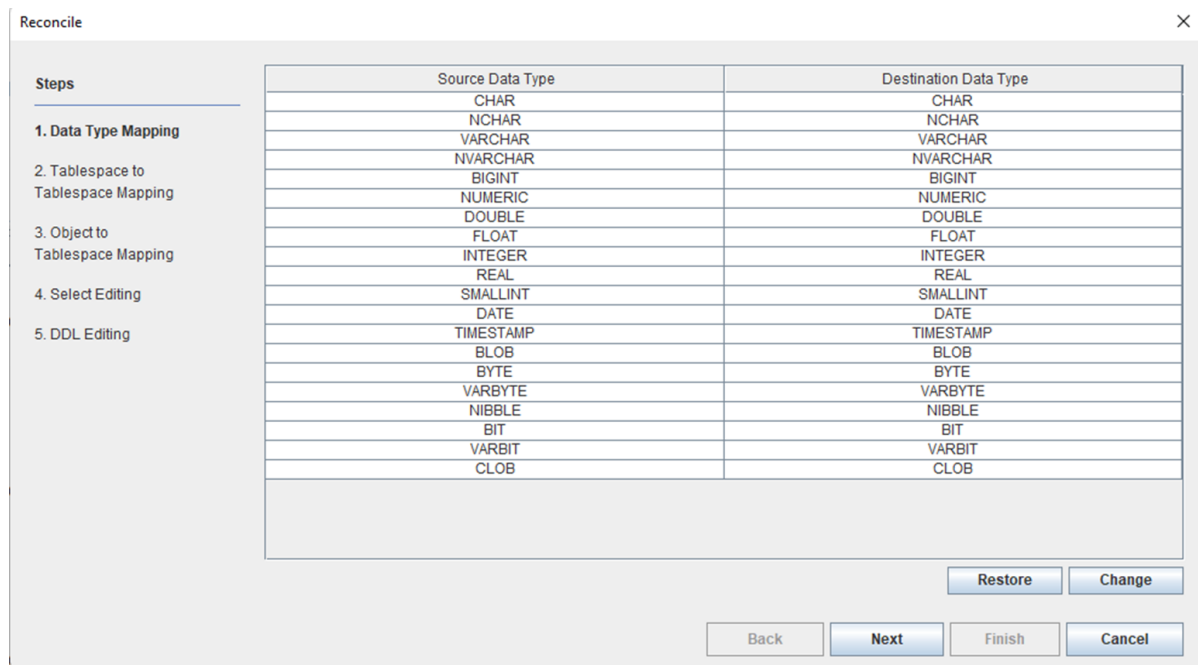 Reconcile
Steps
1. Data Type Mapping
2. Tablespace to
Tablespace Mapping
3. Object to
Tablespace Mapping
4. Select Editing
5. DDL Editing
Source Data Type Destination Data Type
CHAR CHAR
NCHAR NCHAR
VARCHAR VARCHAR
NVARCHAR NVARCHAR
BIGINT BIGINT
NUMERIC NUMERIC
DOUBLE DOUBLE
FLOAT FLOAT
INTEGER INTEGER
REAL REAL
SMALLINT SMALLINT
DATE DATE
TIMESTAMP TIMESTAMP
BLOB BLOB
BYTE BYTE
VARBYTE VARBYTE
NIBBLE NIBBLE
BIT BIT
VARBIT VARBIT
CLOB CLOB
Restore Change
Back Next Finish Cancel